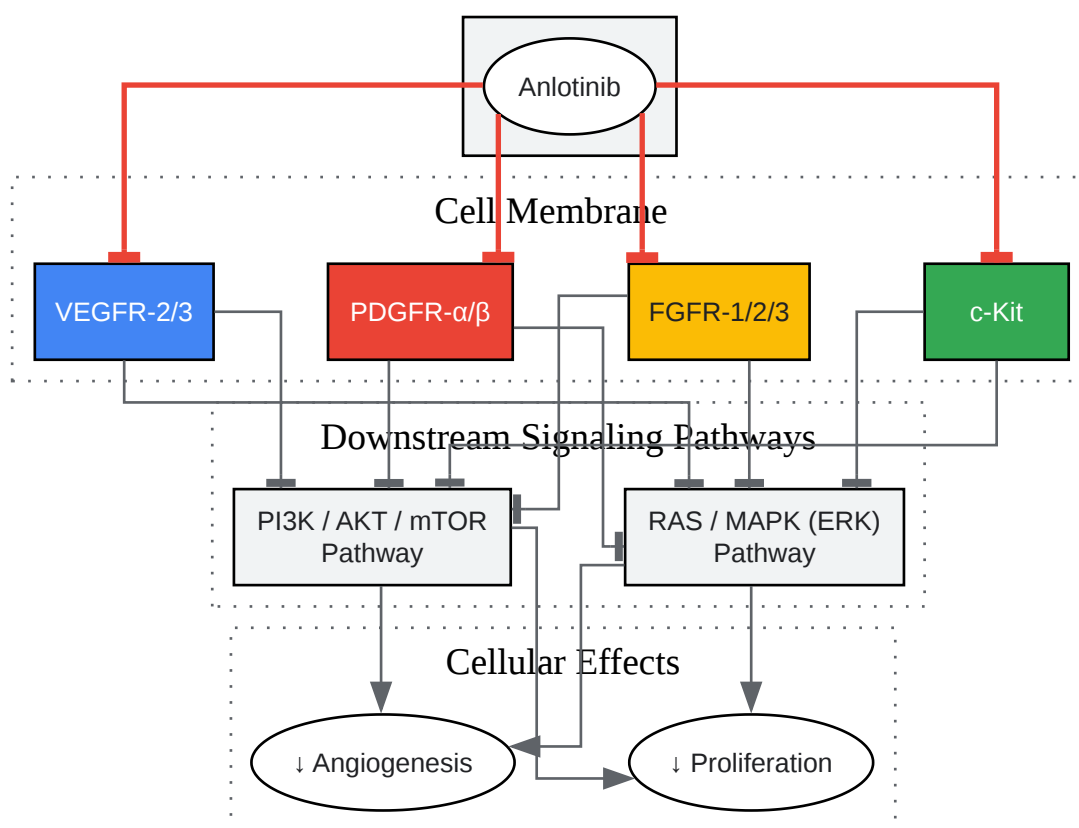 Anlotinib
Cell Membrane
VEGFR-2/3
PDGFR-α/β
FGFR-1/2/3
c-Kit
Downstream Signaling Pathways
PI3K / AKT / mTOR
Pathway
RAS / MAPK (ERK)
Pathway
Cellular Effects
↓ Angiogenesis
↓ Proliferation